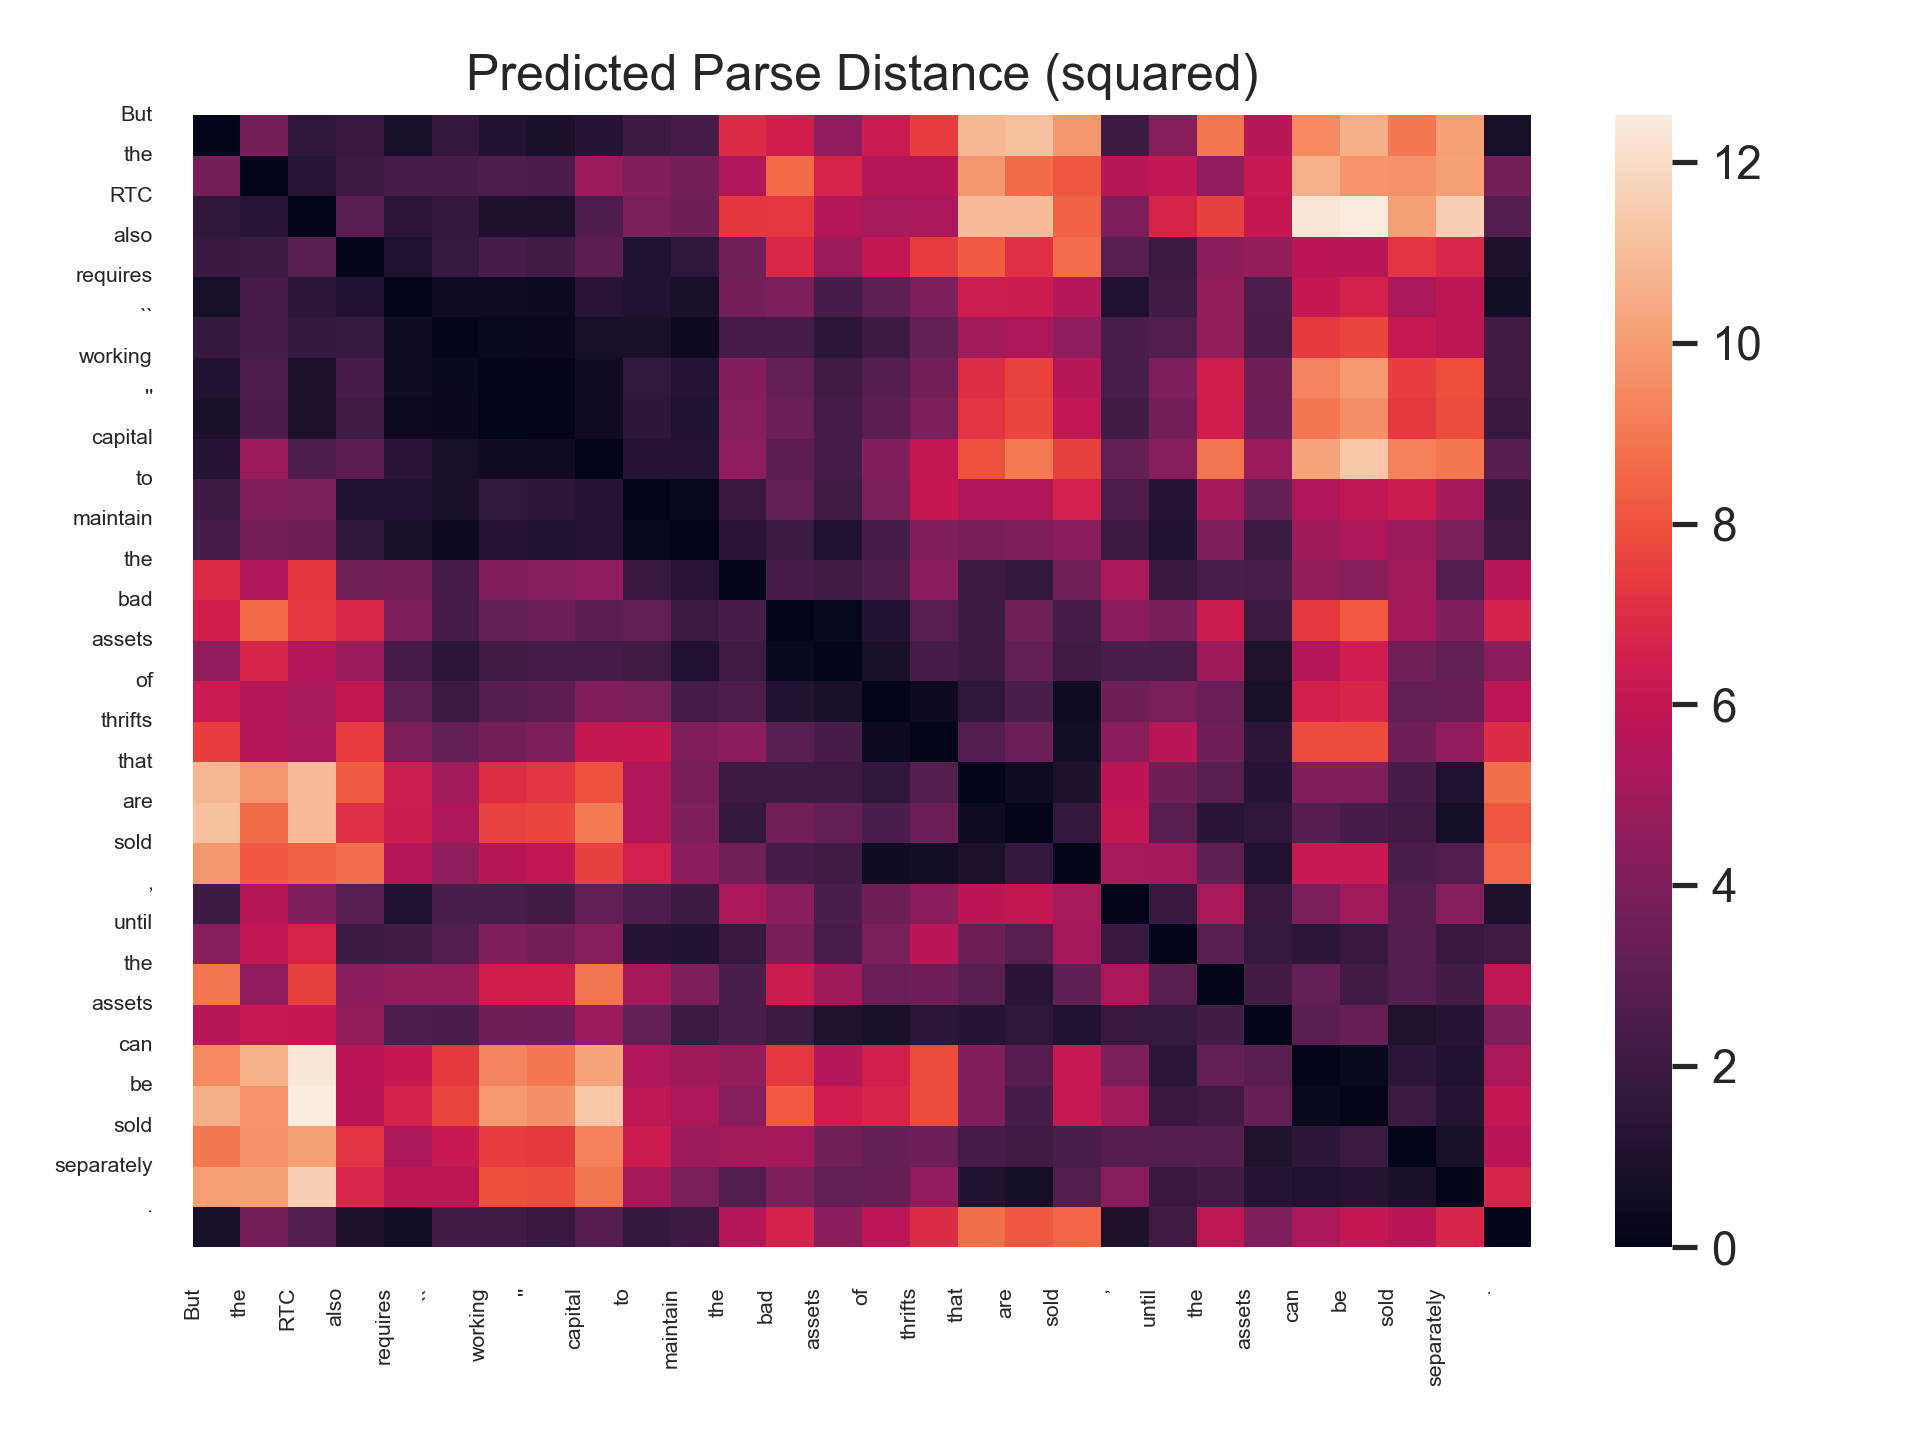 Predicted Parse Distance (squared)
But
the
RTC
also
requires
``
working
''
capital
to
maintain
the
bad
assets
of
thrifts
that
are
sold
,
until
the
assets
can
be
sold
separately
.
12
10
8
6
4
2
0
But the RTC also requires `` working '' capital to maintain the bad assets of thrifts that are sold , until the assets can be sold separately .